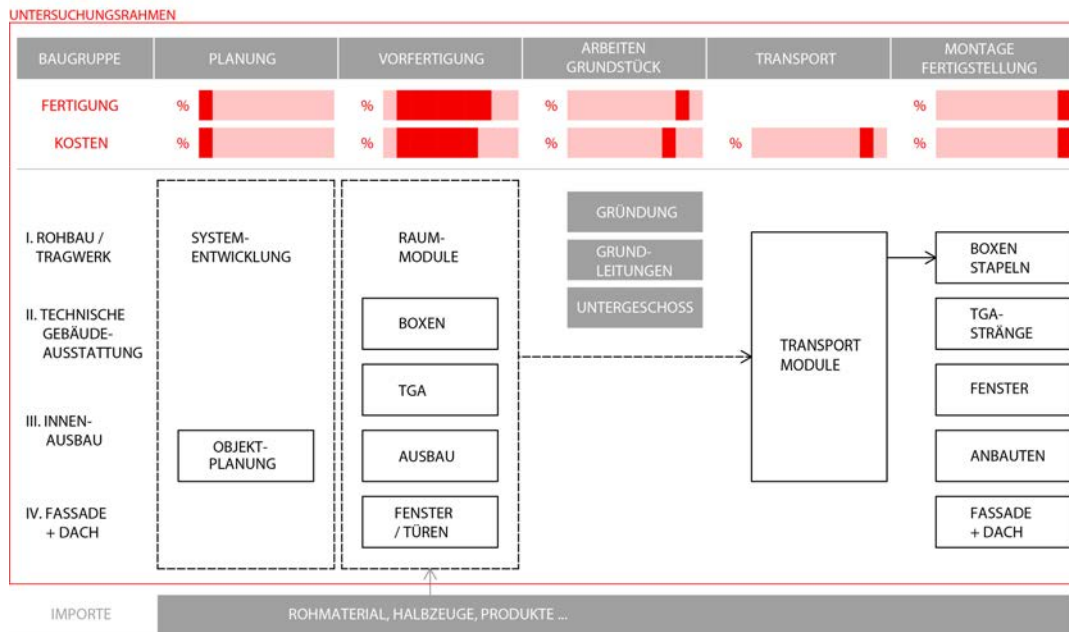 UNTERSUCHUNGSRAHMEN
BAUGRUPPE
PLANUNG
VORFERTIGUNG
ARBEITEN
GRUNDSTÜCK
TRANSPORT
MONTAGE
FERTIGSTELLUNG
FERTIGUNG
%
%
%
%
KOSTEN
%
%
%
%
%
I. ROHBAU /
TRAGWERK
II. TECHNISCHE
GEBÄUDE-
AUSSTATTUNG
III. INNEN-
AUSBAU
IV. FASSADE
+ DACH
SYSTEM-
ENTWICKLUNG
OBJEKT-
PLANUNG
RAUM-
MODULE
BOXEN
TGA
AUSBAU
FENSTER
/ TÜREN
GRÜNDUNG
GRUND-
LEITUNGEN
UNTERGESCHOSS
TRANSPORT
MODULE
BOXEN
STAPELN
TGA-
STRÄNGE
FENSTER
ANBAUTEN
FASSADE
+ DACH
IMPORTE
ROHMATERIAL, HALBZEUGE, PRODUKTE ...